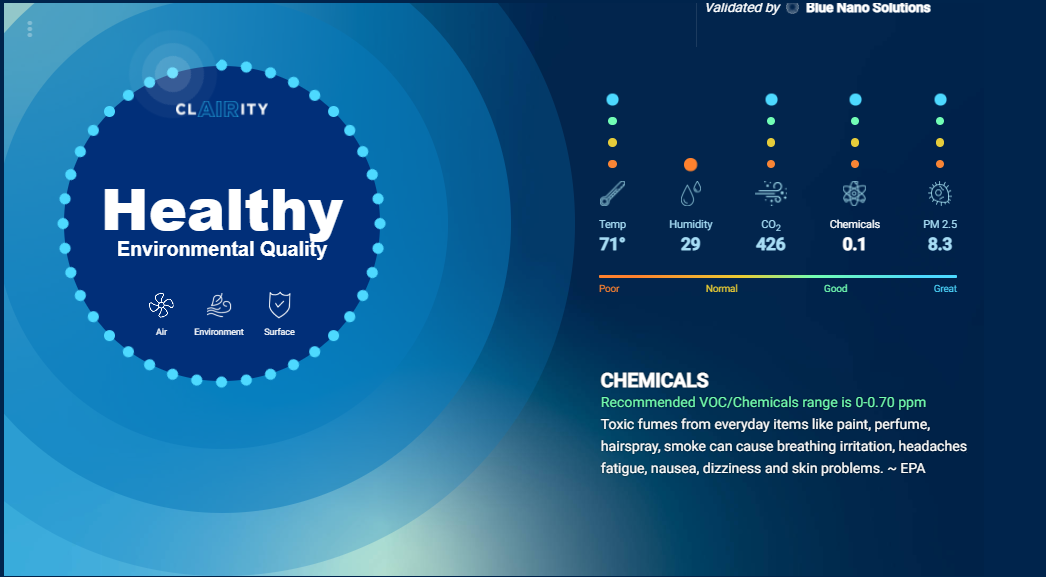 Validated by Blue Nano Solutions
CLAIRITY
Healthy
Environmental Quality
Air Environment Surface
Temp Humidity CO2 Chemicals PM 2.5
71° 29 426 0.1 8.3
Poor Normal Good Great
CHEMICALS
Recommended VOC/Chemicals range is 0-0.70 ppm
Toxic fumes from everyday items like paint, perfume,
hairspray, smoke can cause breathing irritation, headaches
fatigue, nausea, dizziness and skin problems. ~ EPA